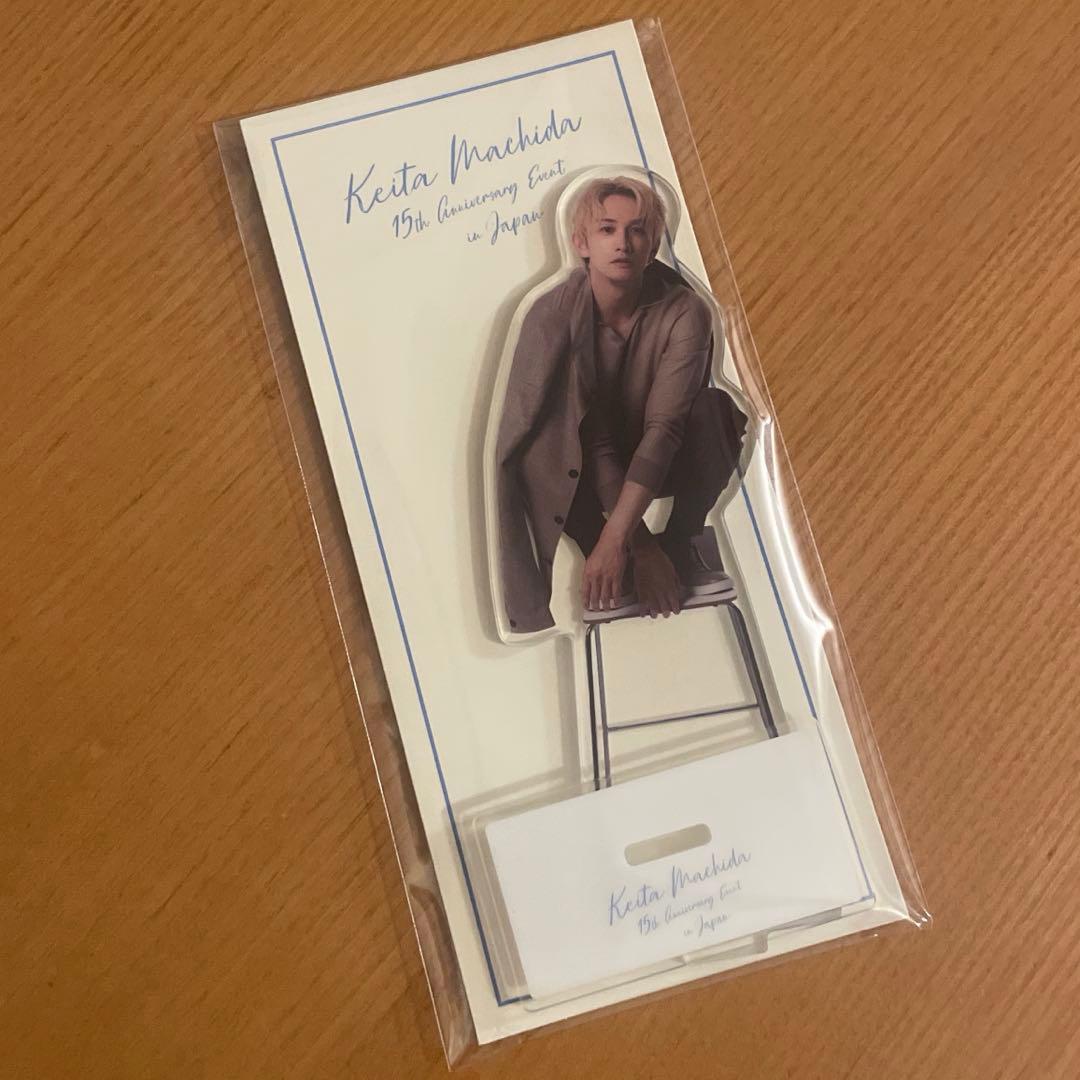 Keita Machida
15th Anniversary Event
in Japan
Keita Machida
15th Anniversary Event
in Japan